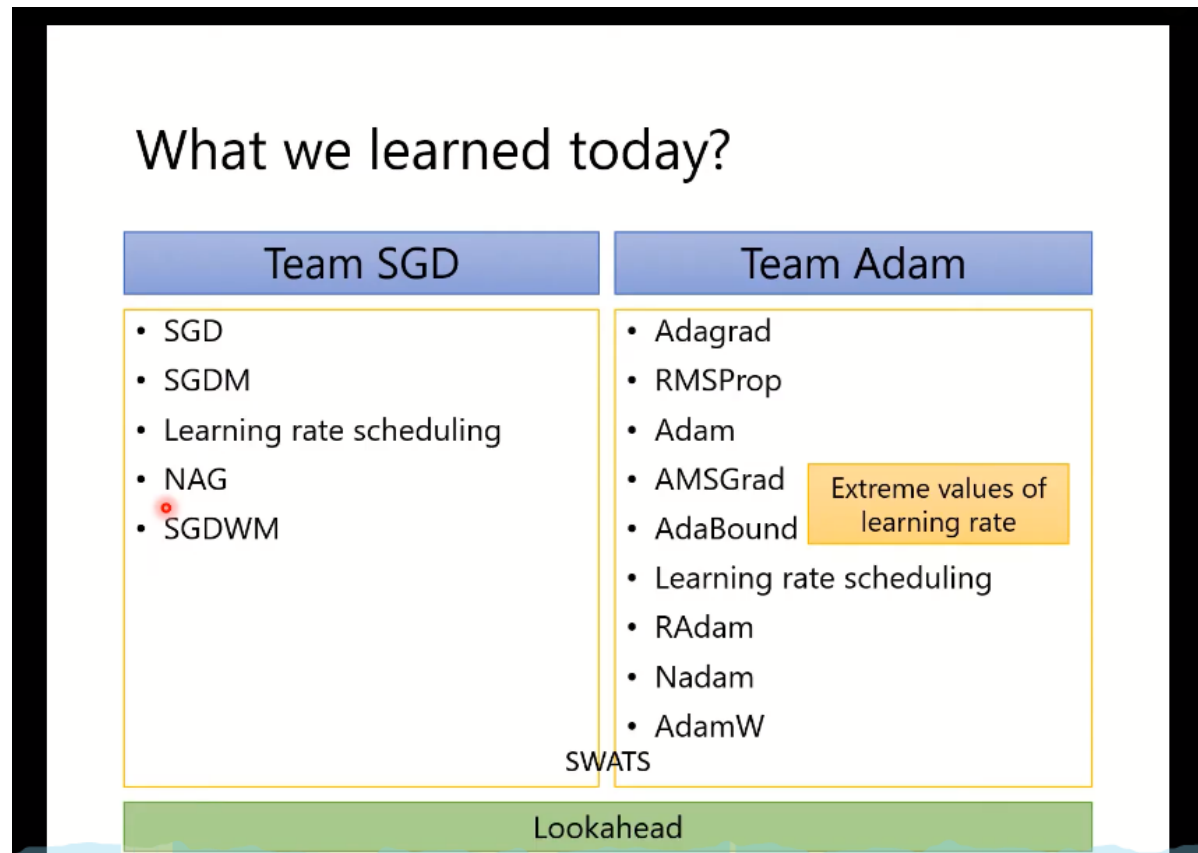 What we learned today?
Team SGD
• SGD
• SGDM
• Learning rate scheduling
• NAG
• SGDWM
Team Adam
• Adagrad
• RMSProp
• Adam
• AMSGrad
• AdaBound
Extreme values of
learning rate
• Learning rate scheduling
• RAdam
• Nadam
• AdamW
SWATS
Lookahead